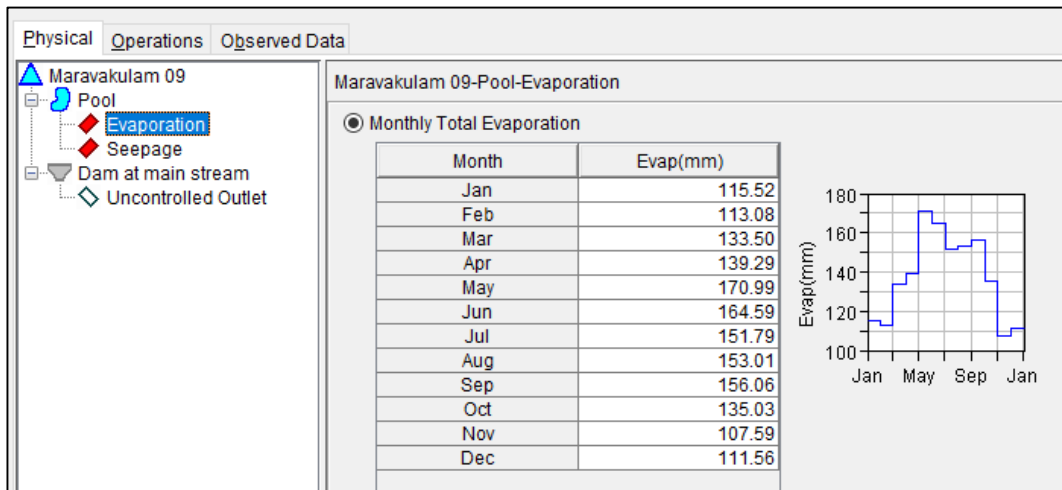 Physical Operations Observed Data
Maravakulam 09
Pool
Evaporation
Seepage
Dam at main stream
Uncontrolled Outlet
Maravakulam 09-Pool-Evaporation
Monthly Total Evaporation
Month Evap(mm)
Jan 115.52
Feb 113.08
Mar 133.50
Apr 139.29
May 170.99
Jun 164.59
Jul 151.79
Aug 153.01
Sep 156.06
Oct 135.03
Nov 107.59
Dec 111.56
Evap(mm)
180
160
140
120
100
Jan May Sep Jan